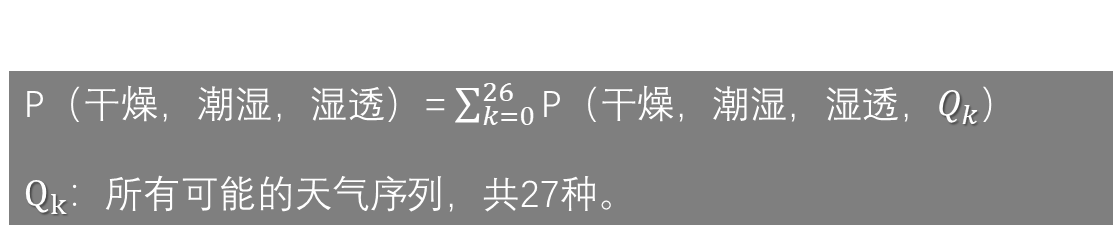 P（干燥，潮湿，湿透）=∑_{k=0}^{26} P（干燥，潮湿，湿透，Q_k）
Q_k：所有可能的天气序列，共27种。